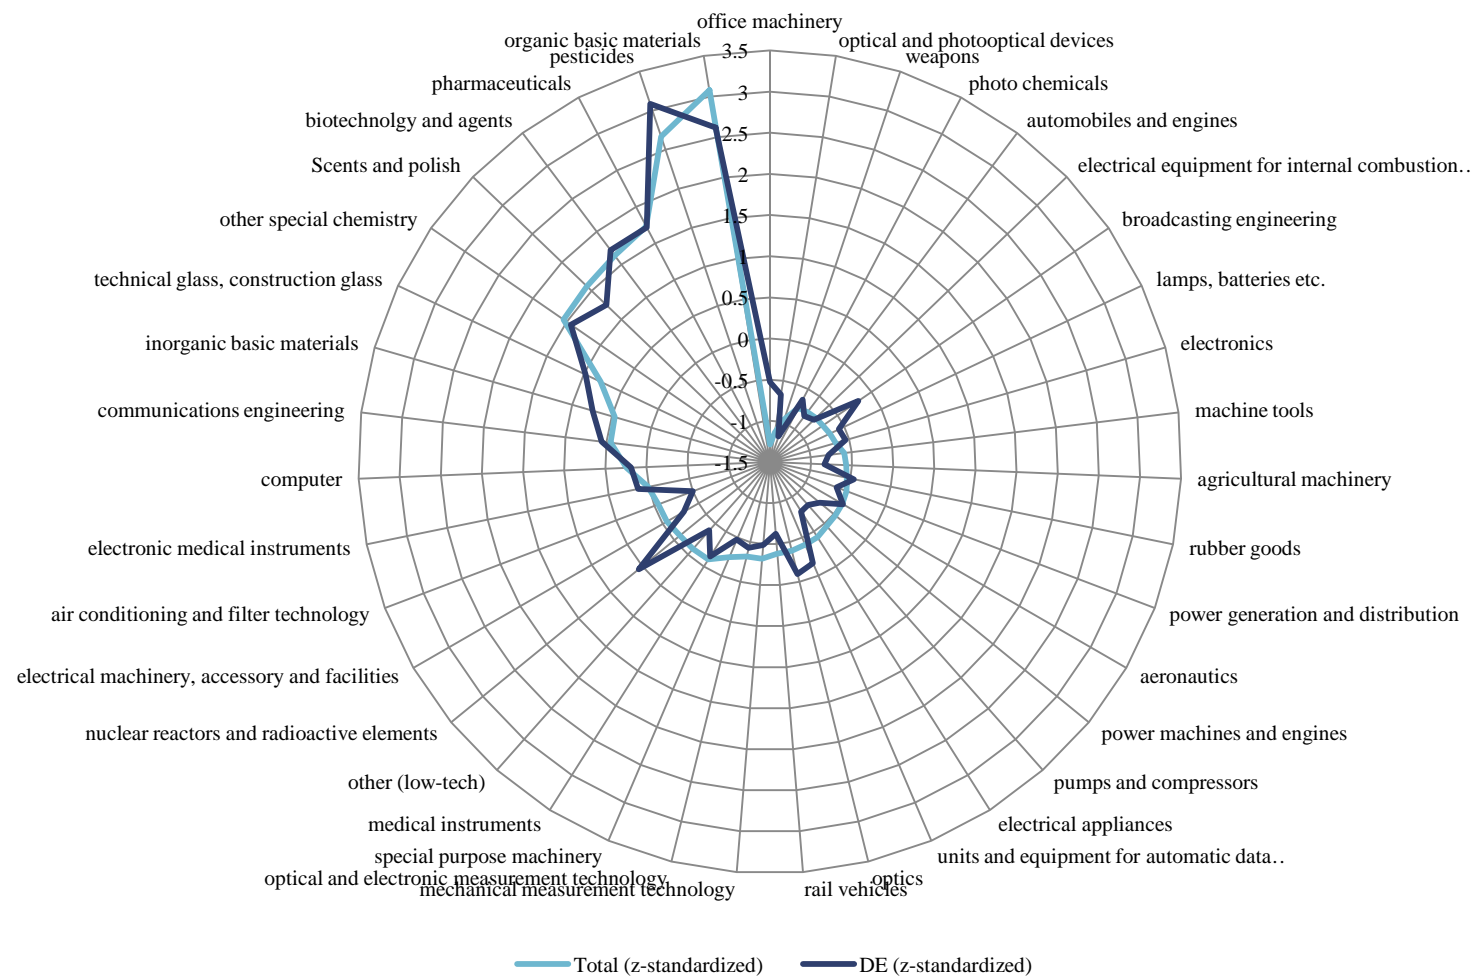 office machinery
organic basic materials
optical and photooptical devices
pesticides
3.5
weapons
pharmaceuticals
3
photo chemicals
biotechnolgy and agents
2.5
automobiles and engines
Scents and polish
2
electrical equipment for internal combustion…
other special chemistry
1.5
broadcasting engineering
technical glass, construction glass
1
lamps, batteries etc.
0.5
inorganic basic materials
0
electronics
-0.5
communications engineering
-1
machine tools
-1.5
computer
agricultural machinery
electronic medical instruments
rubber goods
air conditioning and filter technology
power generation and distribution
electrical machinery, accessory and facilities
aeronautics
nuclear reactors and radioactive elements
power machines and engines
other (low-tech)
pumps and compressors
medical instruments
electrical appliances
special purpose machinery
units and equipment for automatic data…
optical and electronic measurement technology
optics
mechanical measurement technology
rail vehicles
Total (z-standardized)
DE (z-standardized)